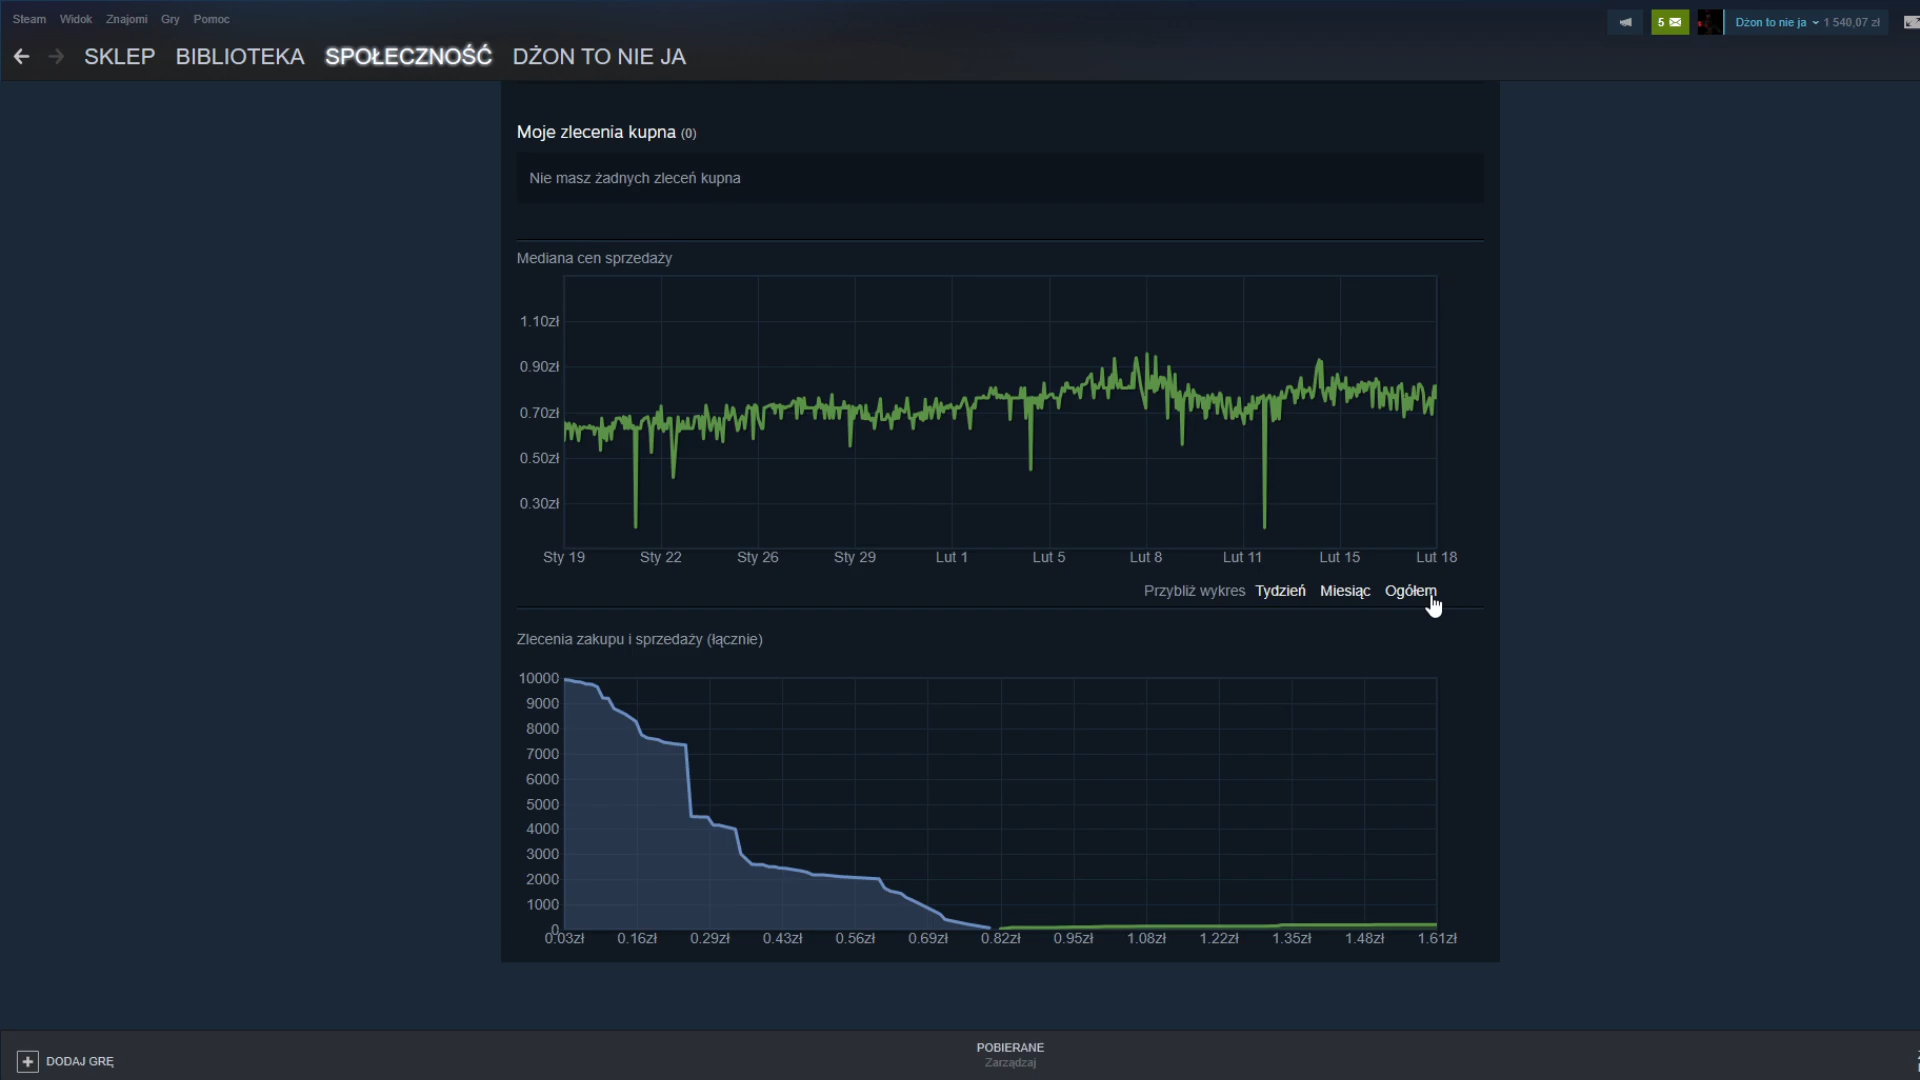 Steam Widok Znajomi Gry Pomoc
5 Dżon to nie ja 1 540,07 zł
SKLEP BIBLIOTEKA SPOŁECZNOŚĆ DŻON TO NIE JA
Moje zlecenia kupna (0)
Nie masz żadnych zleceń kupna
Mediana cen sprzedaży
1.10zł
0.90zł
0.70zł
0.50zł
0.30zł
Sty 19 Sty 22 Sty 26 Sty 29 Lut 1 Lut 5 Lut 8 Lut 11 Lut 15 Lut 18
Przybliż wykres Tydzień Miesiąc Ogółem
Zlecenia zakupu i sprzedaży (łącznie)
10000
9000
8000
7000
6000
5000
4000
3000
2000
1000
0
0.03zł 0.16zł 0.29zł 0.43zł 0.56zł 0.69zł 0.82zł 0.95zł 1.08zł 1.22zł 1.35zł 1.48zł 1.61zł
POBIERANE
Zarządzaj
DODAJ GRĘ